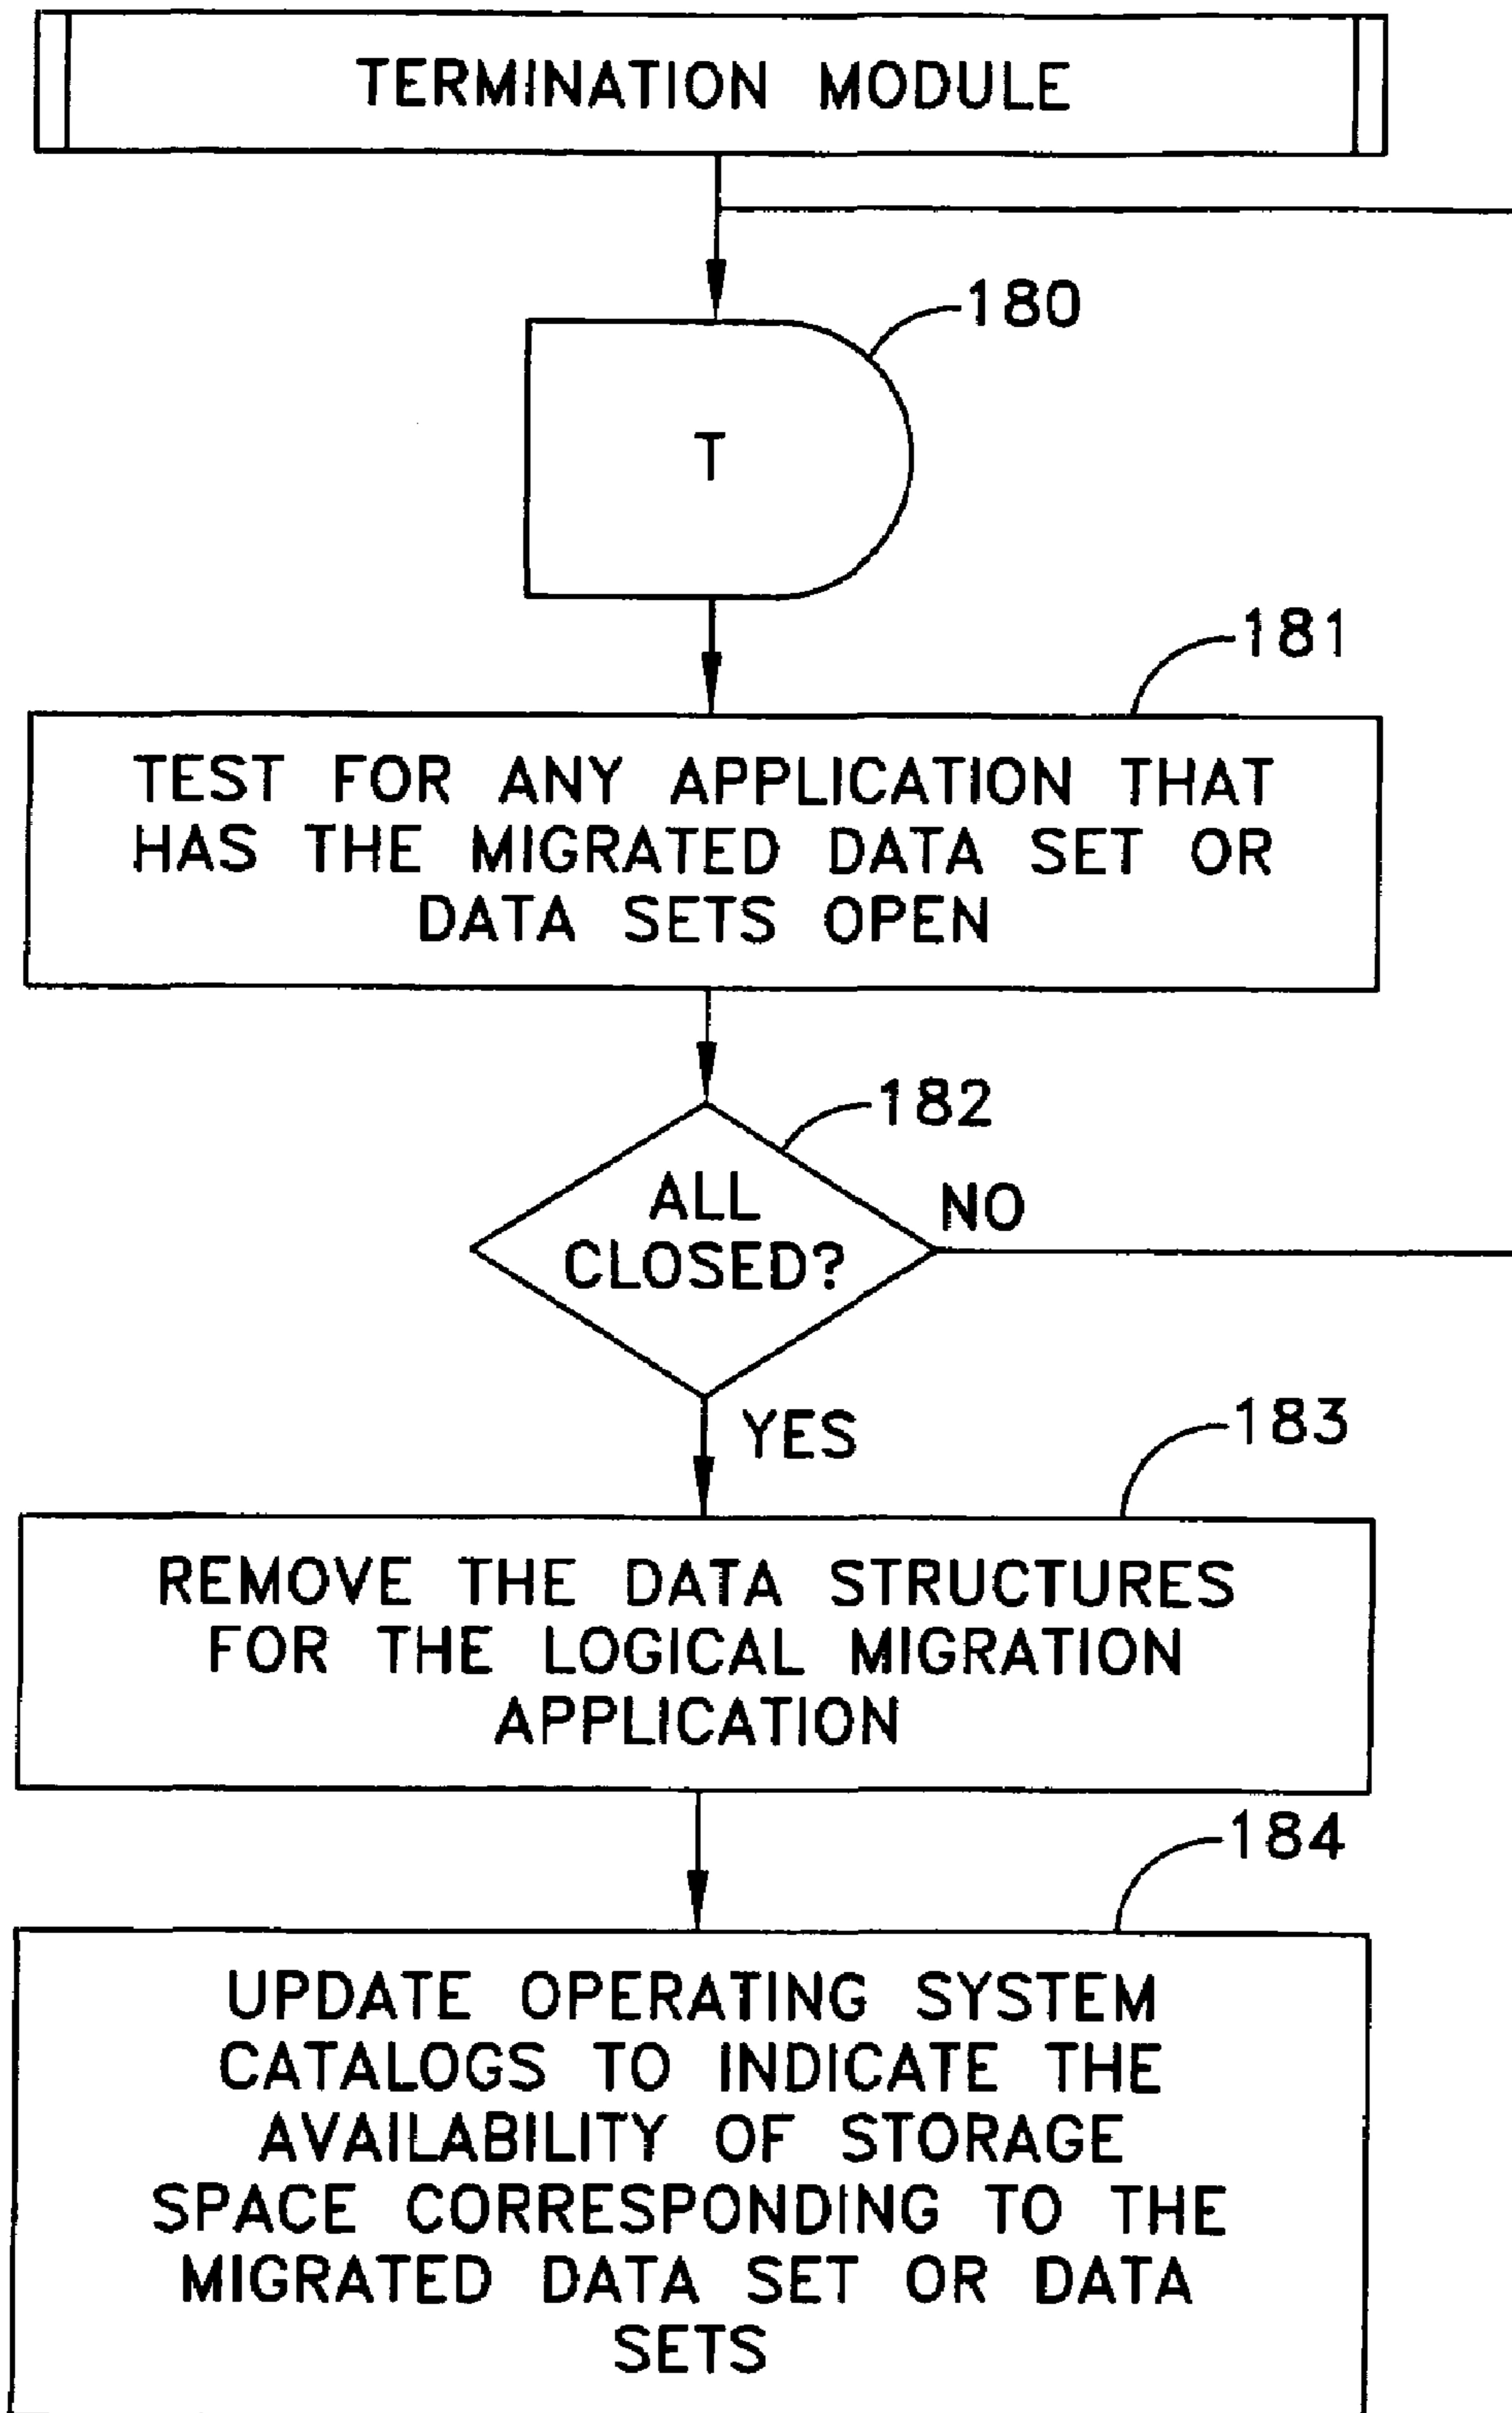 TERMINATION MODULE
180
T
181
TEST FOR ANY APPLICATION THAT
HAS THE MIGRATED DATA SET OR
DATA SETS OPEN
182
ALL
CLOSED?
NO
YES
183
REMOVE THE DATA STRUCTURES
FOR THE LOGICAL MIGRATION
APPLICATION
184
UPDATE OPERATING SYSTEM
CATALOGS TO INDICATE THE
AVAILABILITY OF STORAGE
SPACE CORRESPONDING TO THE
MIGRATED DATA SET OR DATA
SETS